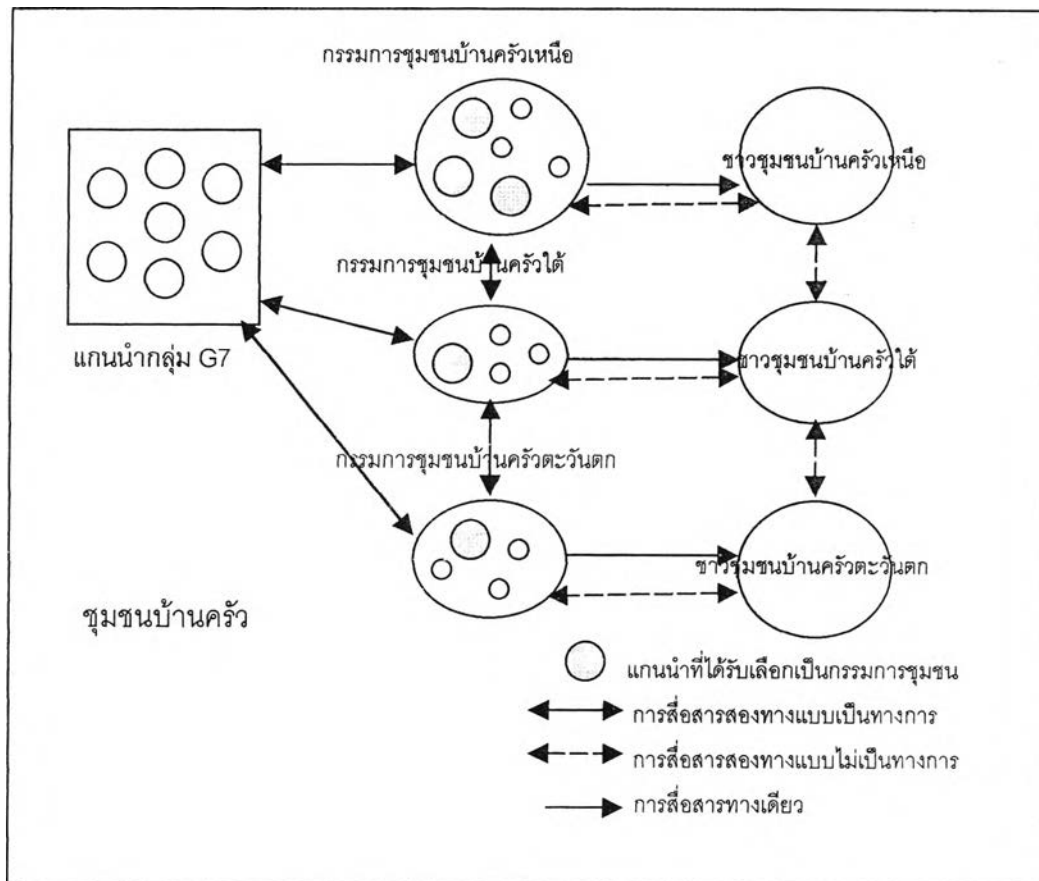 กรรมการชุมชนบ้านครัวเหนือ
ชาวชุมชนบ้านครัวเหนือ
กรรมการชุมชนบ้านครัวใต้
แกนนำกลุ่ม G7
ชาวชุมชนบ้านครัวใต้
กรรมการชุมชนบ้านครัวตะวันตก
ชาวชุมชนบ้านครัวตะวันตก
ชุมชนบ้านครัว
แกนนำที่ได้รับเลือกเป็นกรรมการชุมชน
การสื่อสารสองทางแบบเป็นทางการ
การสื่อสารสองทางแบบไม่เป็นทางการ
การสื่อสารทางเดียว